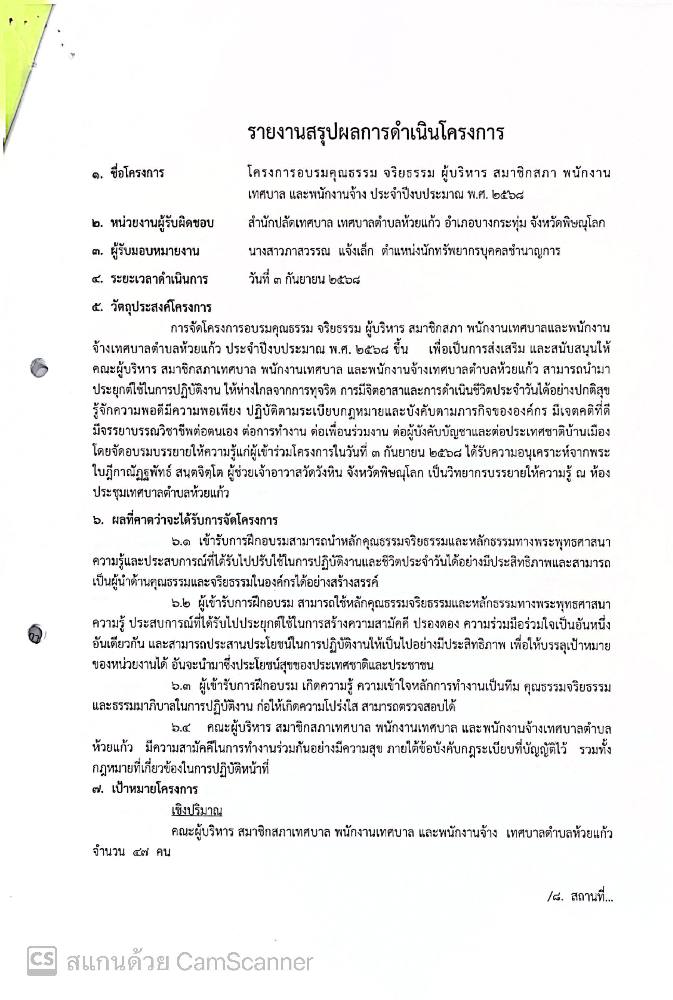 รายงานสรุปผลการดำเนินโครงการ
๑. ชื่อโครงการ โครงการอบรมคุณธรรม จริยธรรม ผู้บริหาร สมาชิกสภา พนักงาน
เทศบาล และพนักงานจ้าง ประจำปีงบประมาณ พ.ศ. ๒๕๖๘
๒. หน่วยงานผู้รับผิดชอบ สำนักปลัดเทศบาล เทศบาลตำบลห้วยแก้ว อำเภอบางกระทุ่ม จังหวัดพิษณุโลก
๓. ผู้รับมอบหมายงาน นางสาวภาสวรรณ แจ้งเล็ก ตำแหน่งนักทรัพยากรบุคคลชำนาญการ
๔. ระยะเวลาดำเนินการ วันที่ ๓ กันยายน ๒๕๖๘
๕. วัตถุประสงค์โครงการ
การจัดโครงการอบรมคุณธรรม จริยธรรม ผู้บริหาร สมาชิกสภา พนักงานเทศบาลและพนักงาน
จ้างเทศบาลตำบลห้วยแก้ว ประจำปีงบประมาณ พ.ศ. ๒๕๖๘ ขึ้น เพื่อเป็นการส่งเสริม และสนับสนุนให้
คณะผู้บริหาร สมาชิกสภาเทศบาล พนักงานเทศบาล และพนักงานจ้างเทศบาลตำบลห้วยแก้ว สามารถนำมา
ประยุกต์ใช้ในการปฏิบัติงาน ให้ห่างไกลจากการทุจริต การมีจิตอาสาและการดำเนินชีวิตประจำวันได้อย่างปกติสุข
รู้จักความพอดีมีความพอเพียง ปฏิบัติตามระเบียบกฎหมายและบังคับตามภารกิจขององค์กร มีเจตคติที่ดี
มีจรรยาบรรณวิชาชีพต่อตนเอง ต่อการทำงาน ต่อเพื่อนร่วมงาน ต่อผู้บังคับบัญชาและต่อประเทศชาติบ้านเมือง
โดยจัดอบรมบรรยายให้ความรู้แก่ผู้เข้าร่วมโครงการในวันที่ ๓ กันยายน ๒๕๖๘ ได้รับความอนุเคราะห์จากพระ
ใบฎีกาณัฏฐพัทธ์ สนฺตจิตฺโต ผู้ช่วยเจ้าอาวาสวัดวังหิน จังหวัดพิษณุโลก เป็นวิทยากรบรรยายให้ความรู้ ณ ห้อง
ประชุมเทศบาลตำบลห้วยแก้ว
๖. ผลที่คาดว่าจะได้รับการจัดโครงการ
๖.๑ เข้ารับการฝึกอบรมสามารถนำหลักคุณธรรมจริยธรรมและหลักธรรมทางพระพุทธศาสนา
ความรู้และประสบการณ์ที่ได้รับไปปรับใช้ในการปฏิบัติงานและชีวิตประจำวันได้อย่างมีประสิทธิภาพและสามารถ
เป็นผู้นำด้านคุณธรรมและจริยธรรมในองค์กรได้อย่างสร้างสรรค์
๖.๒ ผู้เข้ารับการฝึกอบรม สามารถใช้หลักคุณธรรมจริยธรรมและหลักธรรมทางพระพุทธศาสนา
ความรู้ ประสบการณ์ที่ได้รับไปประยุกต์ใช้ในการสร้างความสามัคคี ปรองดอง ความร่วมมือร่วมใจเป็นอันหนึ่ง
อันเดียวกัน และสามารถประสานประโยชน์ในการปฏิบัติงานให้เป็นไปอย่างมีประสิทธิภาพ เพื่อให้บรรลุเป้าหมาย
ของหน่วยงานได้ อันจะนำมาซึ่งประโยชน์สุขของประเทศชาติและประชาชน
๖.๓ ผู้เข้ารับการฝึกอบรม เกิดความรู้ ความเข้าใจหลักการทำงานเป็นทีม คุณธรรมจริยธรรม
และธรรมมาภิบาลในการปฏิบัติงาน ก่อให้เกิดความโปร่งใส สามารถตรวจสอบได้
๖.๔ คณะผู้บริหาร สมาชิกสภาเทศบาล พนักงานเทศบาล และพนักงานจ้างเทศบาลตำบล
ห้วยแก้ว มีความสามัคคีในการทำงานร่วมกันอย่างมีความสุข ภายใต้ข้อบังคับกฎระเบียบที่บัญญัติไว้ รวมทั้ง
กฎหมายที่เกี่ยวข้องในการปฏิบัติหน้าที่
๗. เป้าหมายโครงการ
เชิงปริมาณ
คณะผู้บริหาร สมาชิกสภาเทศบาล พนักงานเทศบาล และพนักงานจ้าง เทศบาลตำบลห้วยแก้ว
จำนวน ๔๗ คน
/๘. สถานที่...
CS สแกนด้วย CamScanner